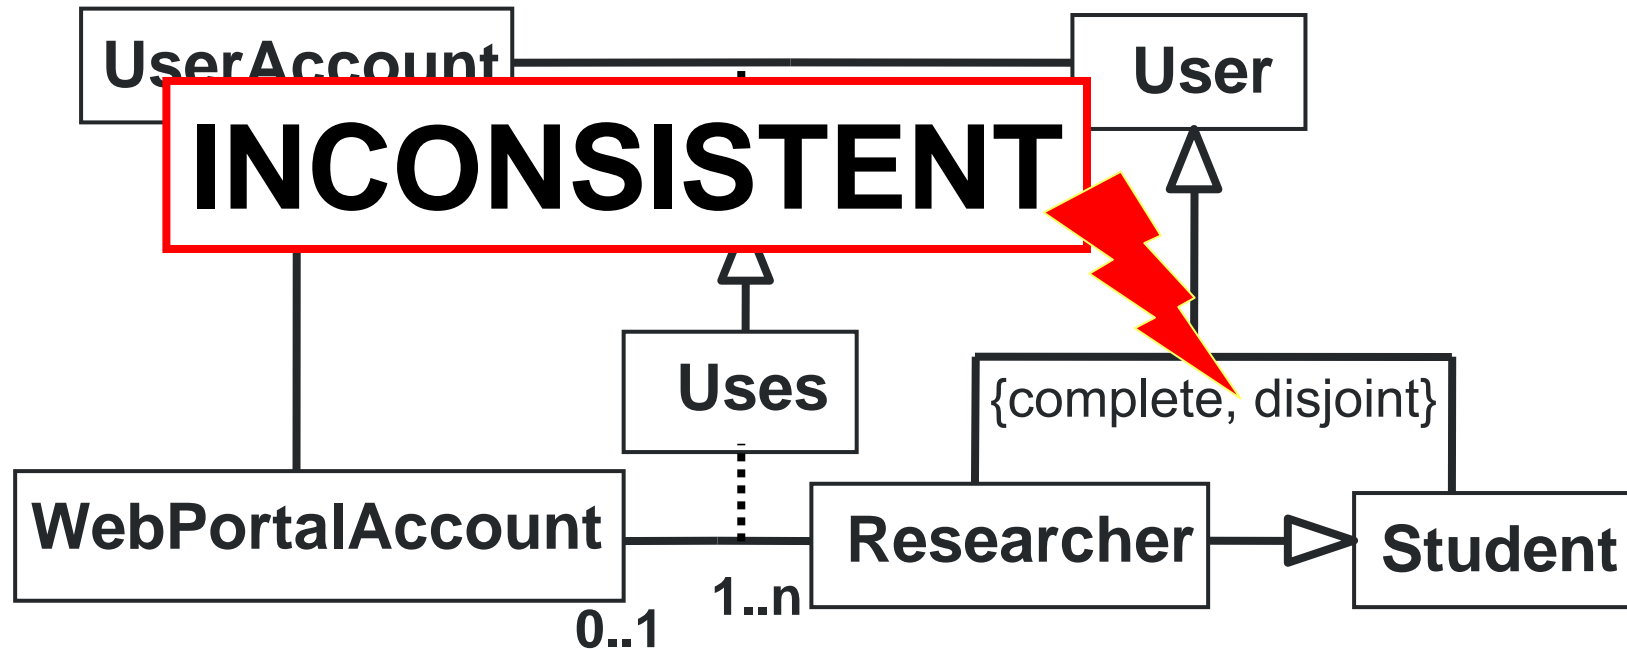 UserAccount
User
INCONSISTENT
Uses
{complete, disjoint}
WebPortalAccount
Researcher
Student
1..n
0..1